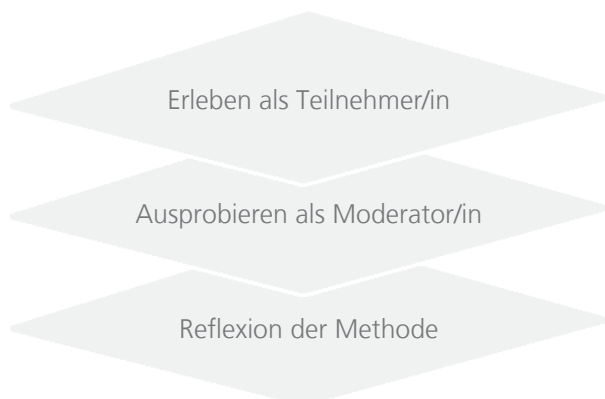 Erleben als Teilnehmer/in
Ausprobieren als Moderator/in
Reflexion der Methode